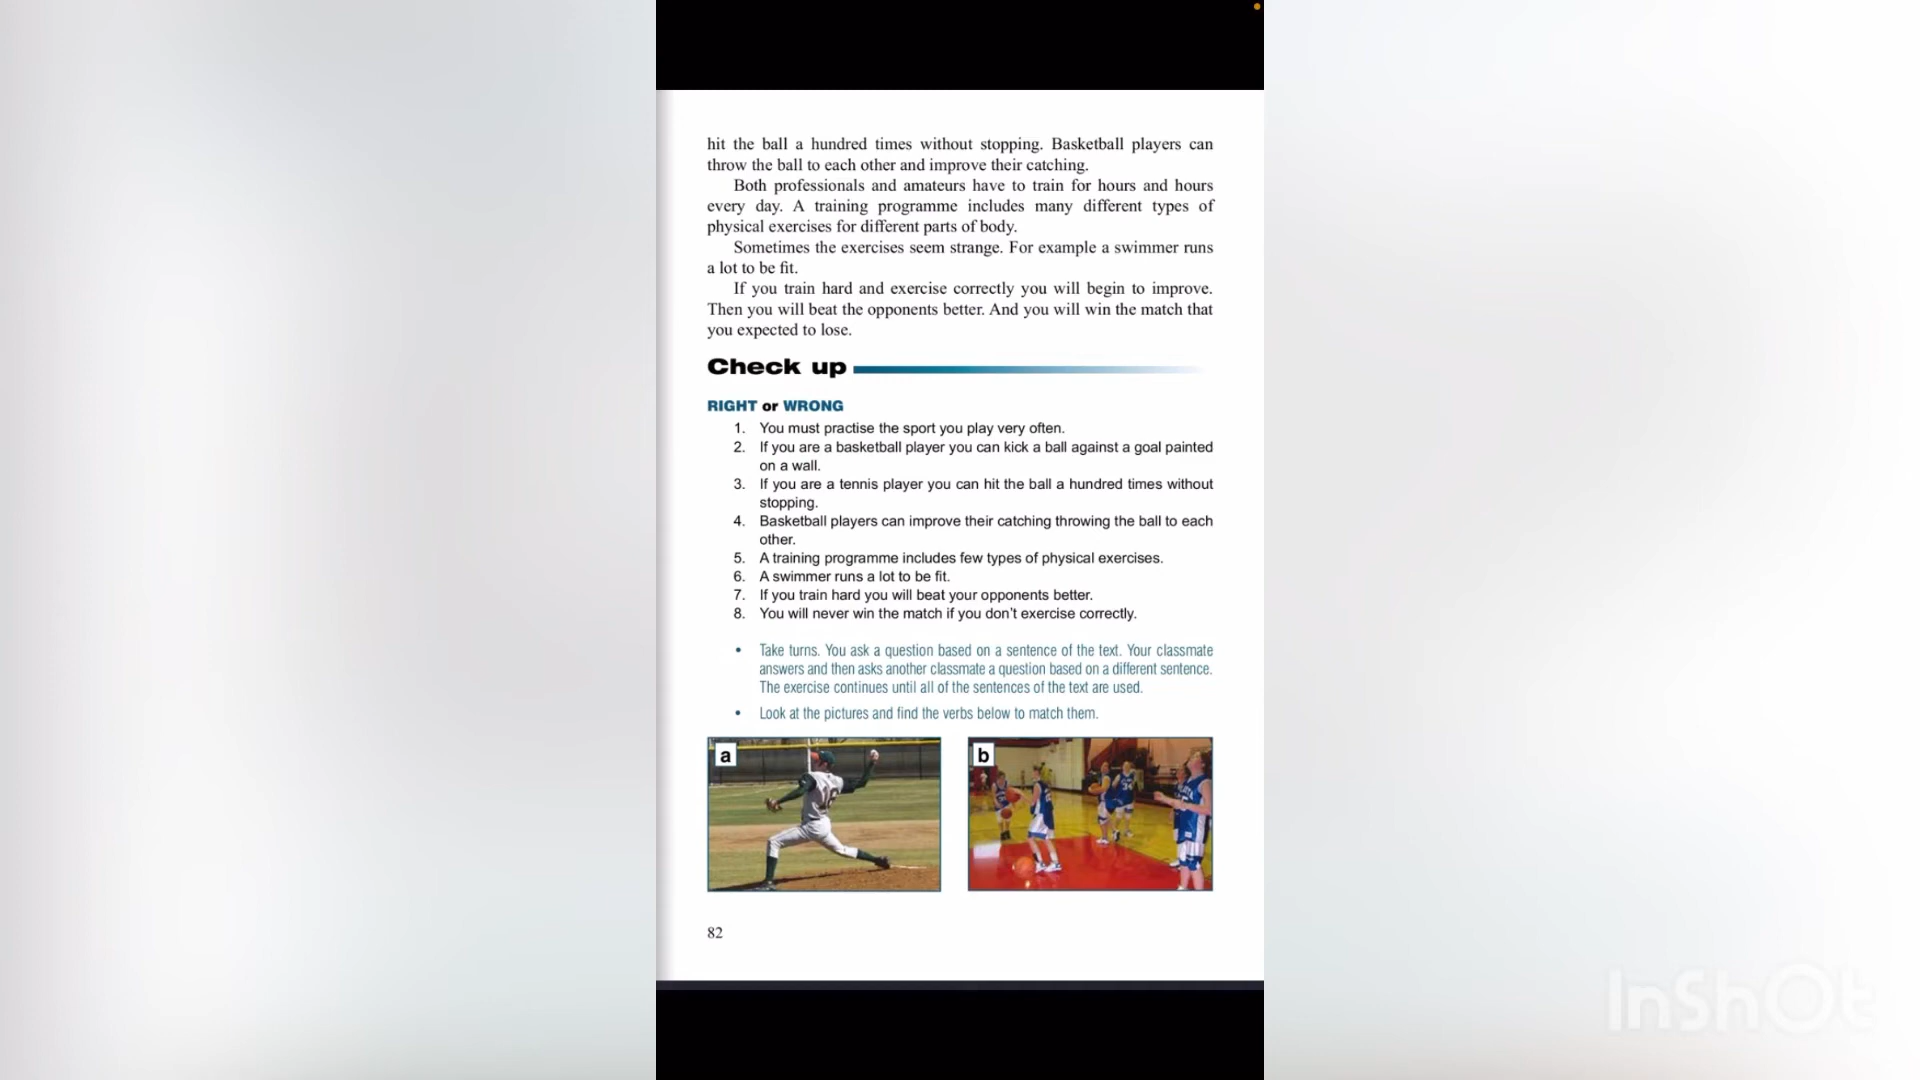 hit the ball a hundred times without stopping. Basketball players can
throw the ball to each other and improve their catching.
Both professionals and amateurs have to train for hours and hours
every day. A training programme includes many different types of
physical exercises for different parts of body.
Sometimes the exercises seem strange. For example a swimmer runs
a lot to be fit.
If you train hard and exercise correctly you will begin to improve.
Then you will beat the opponents better. And you will win the match that
you expected to lose.
Check up
RIGHT or WRONG
1. You must practise the sport you play very often.
2. If you are a basketball player you can kick a ball against a goal painted
on a wall.
3. If you are a tennis player you can hit the ball a hundred times without
stopping.
4. Basketball players can improve their catching throwing the ball to each
other.
5. A training programme includes few types of physical exercises.
6. A swimmer runs a lot to be fit.
7. If you train hard you will beat your opponents better.
8. You will never win the match if you don't exercise correctly.
• Take turns. You ask a question based on a sentence of the text. Your classmate
answers and then asks another classmate a question based on a different sentence.
The exercise continues until all of the sentences of the text are used.
• Look at the pictures and find the verbs below to match them.
a
b
82
InShOt